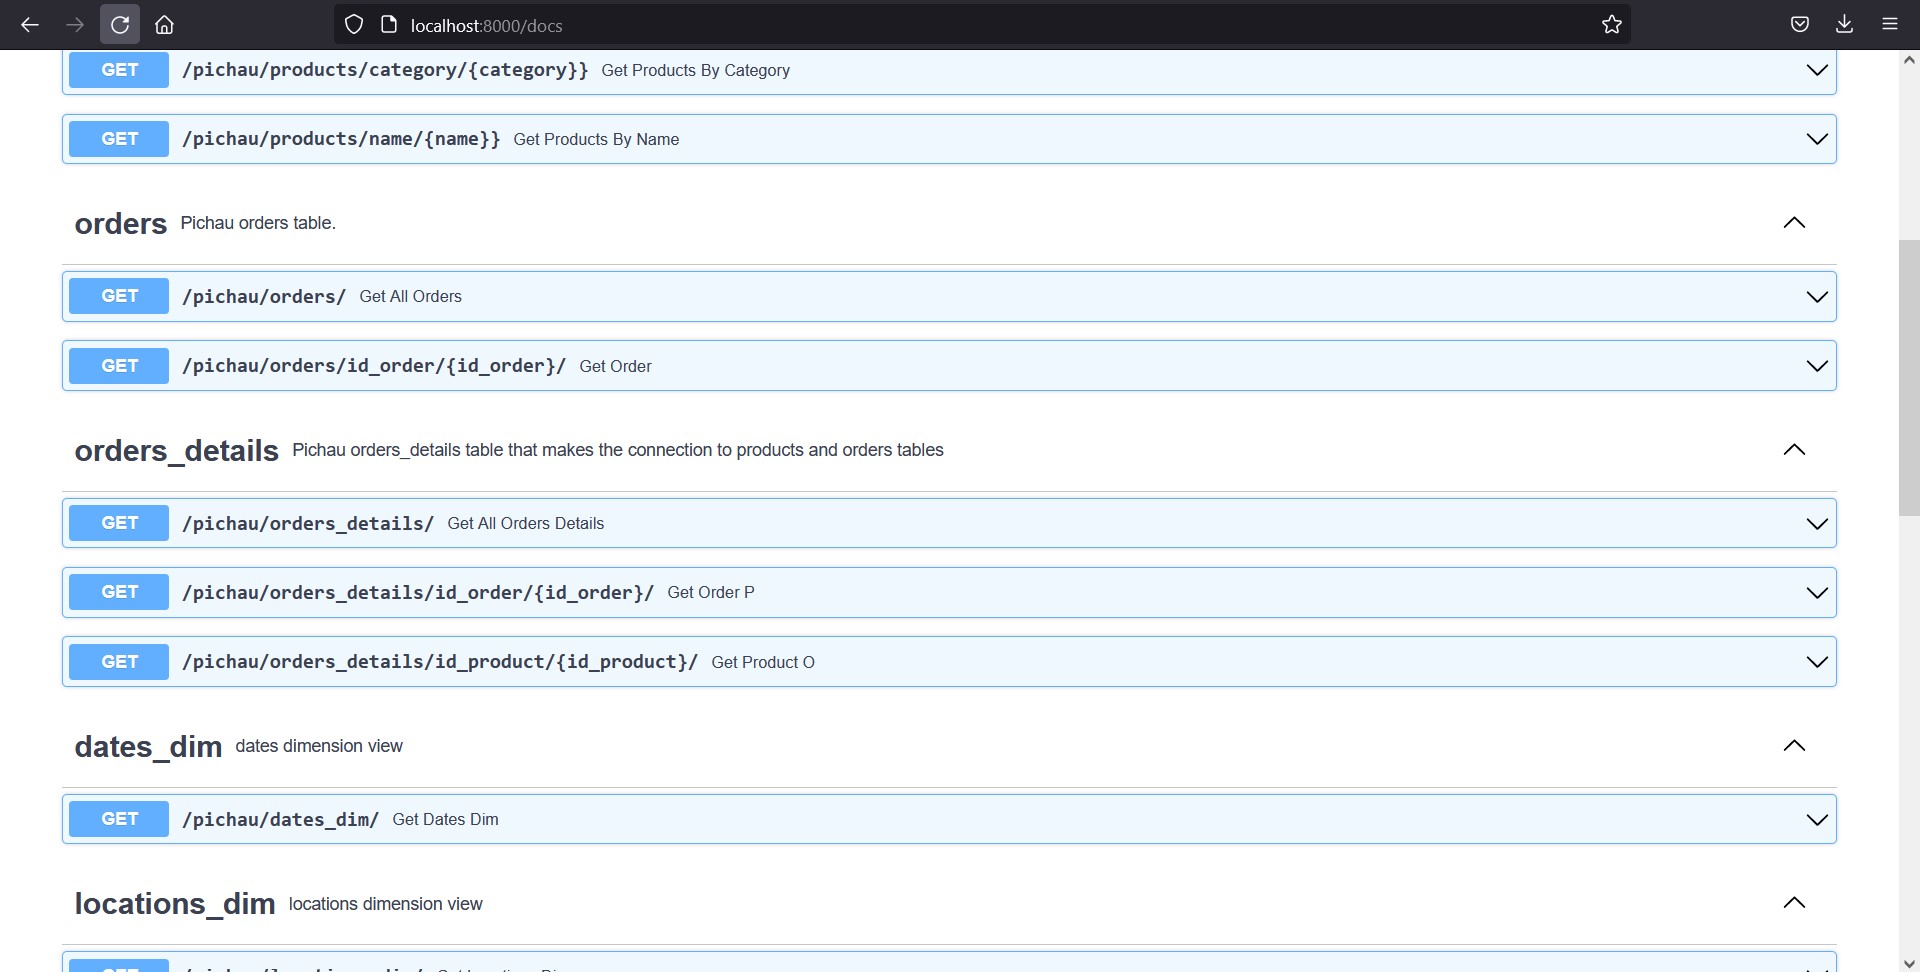 localhost:8000/docs
GET /pichau/products/category/{category}} Get Products By Category
GET /pichau/products/name/{name}} Get Products By Name
orders Pichau orders table.
GET /pichau/orders/ Get All Orders
GET /pichau/orders/id_order/{id_order}/ Get Order
orders_details Pichau orders_details table that makes the connection to products and orders tables
GET /pichau/orders_details/ Get All Orders Details
GET /pichau/orders_details/id_order/{id_order}/ Get Order P
GET /pichau/orders_details/id_product/{id_product}/ Get Product O
dates_dim dates dimension view
GET /pichau/dates_dim/ Get Dates Dim
locations_dim locations dimension view
GET